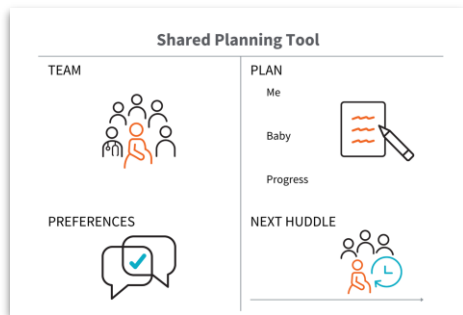 Shared Planning Tool
TEAM
PLAN
Me
Baby
Progress
PREFERENCES
NEXT HUDDLE